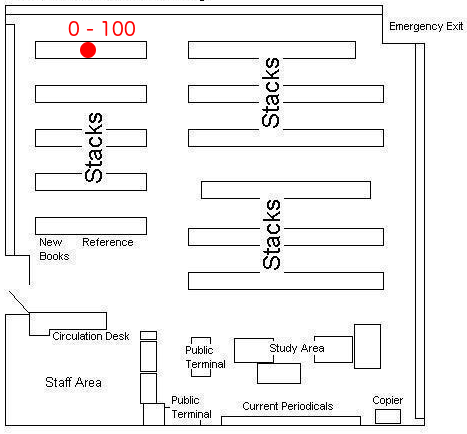 Emergency Exit
0 - 100
Stacks
Stacks
Stacks
New
Books
Reference
Circulation Desk
Public
Terminal
Study Area
Staff Area
Public
Terminal
Current Periodicals
Copier